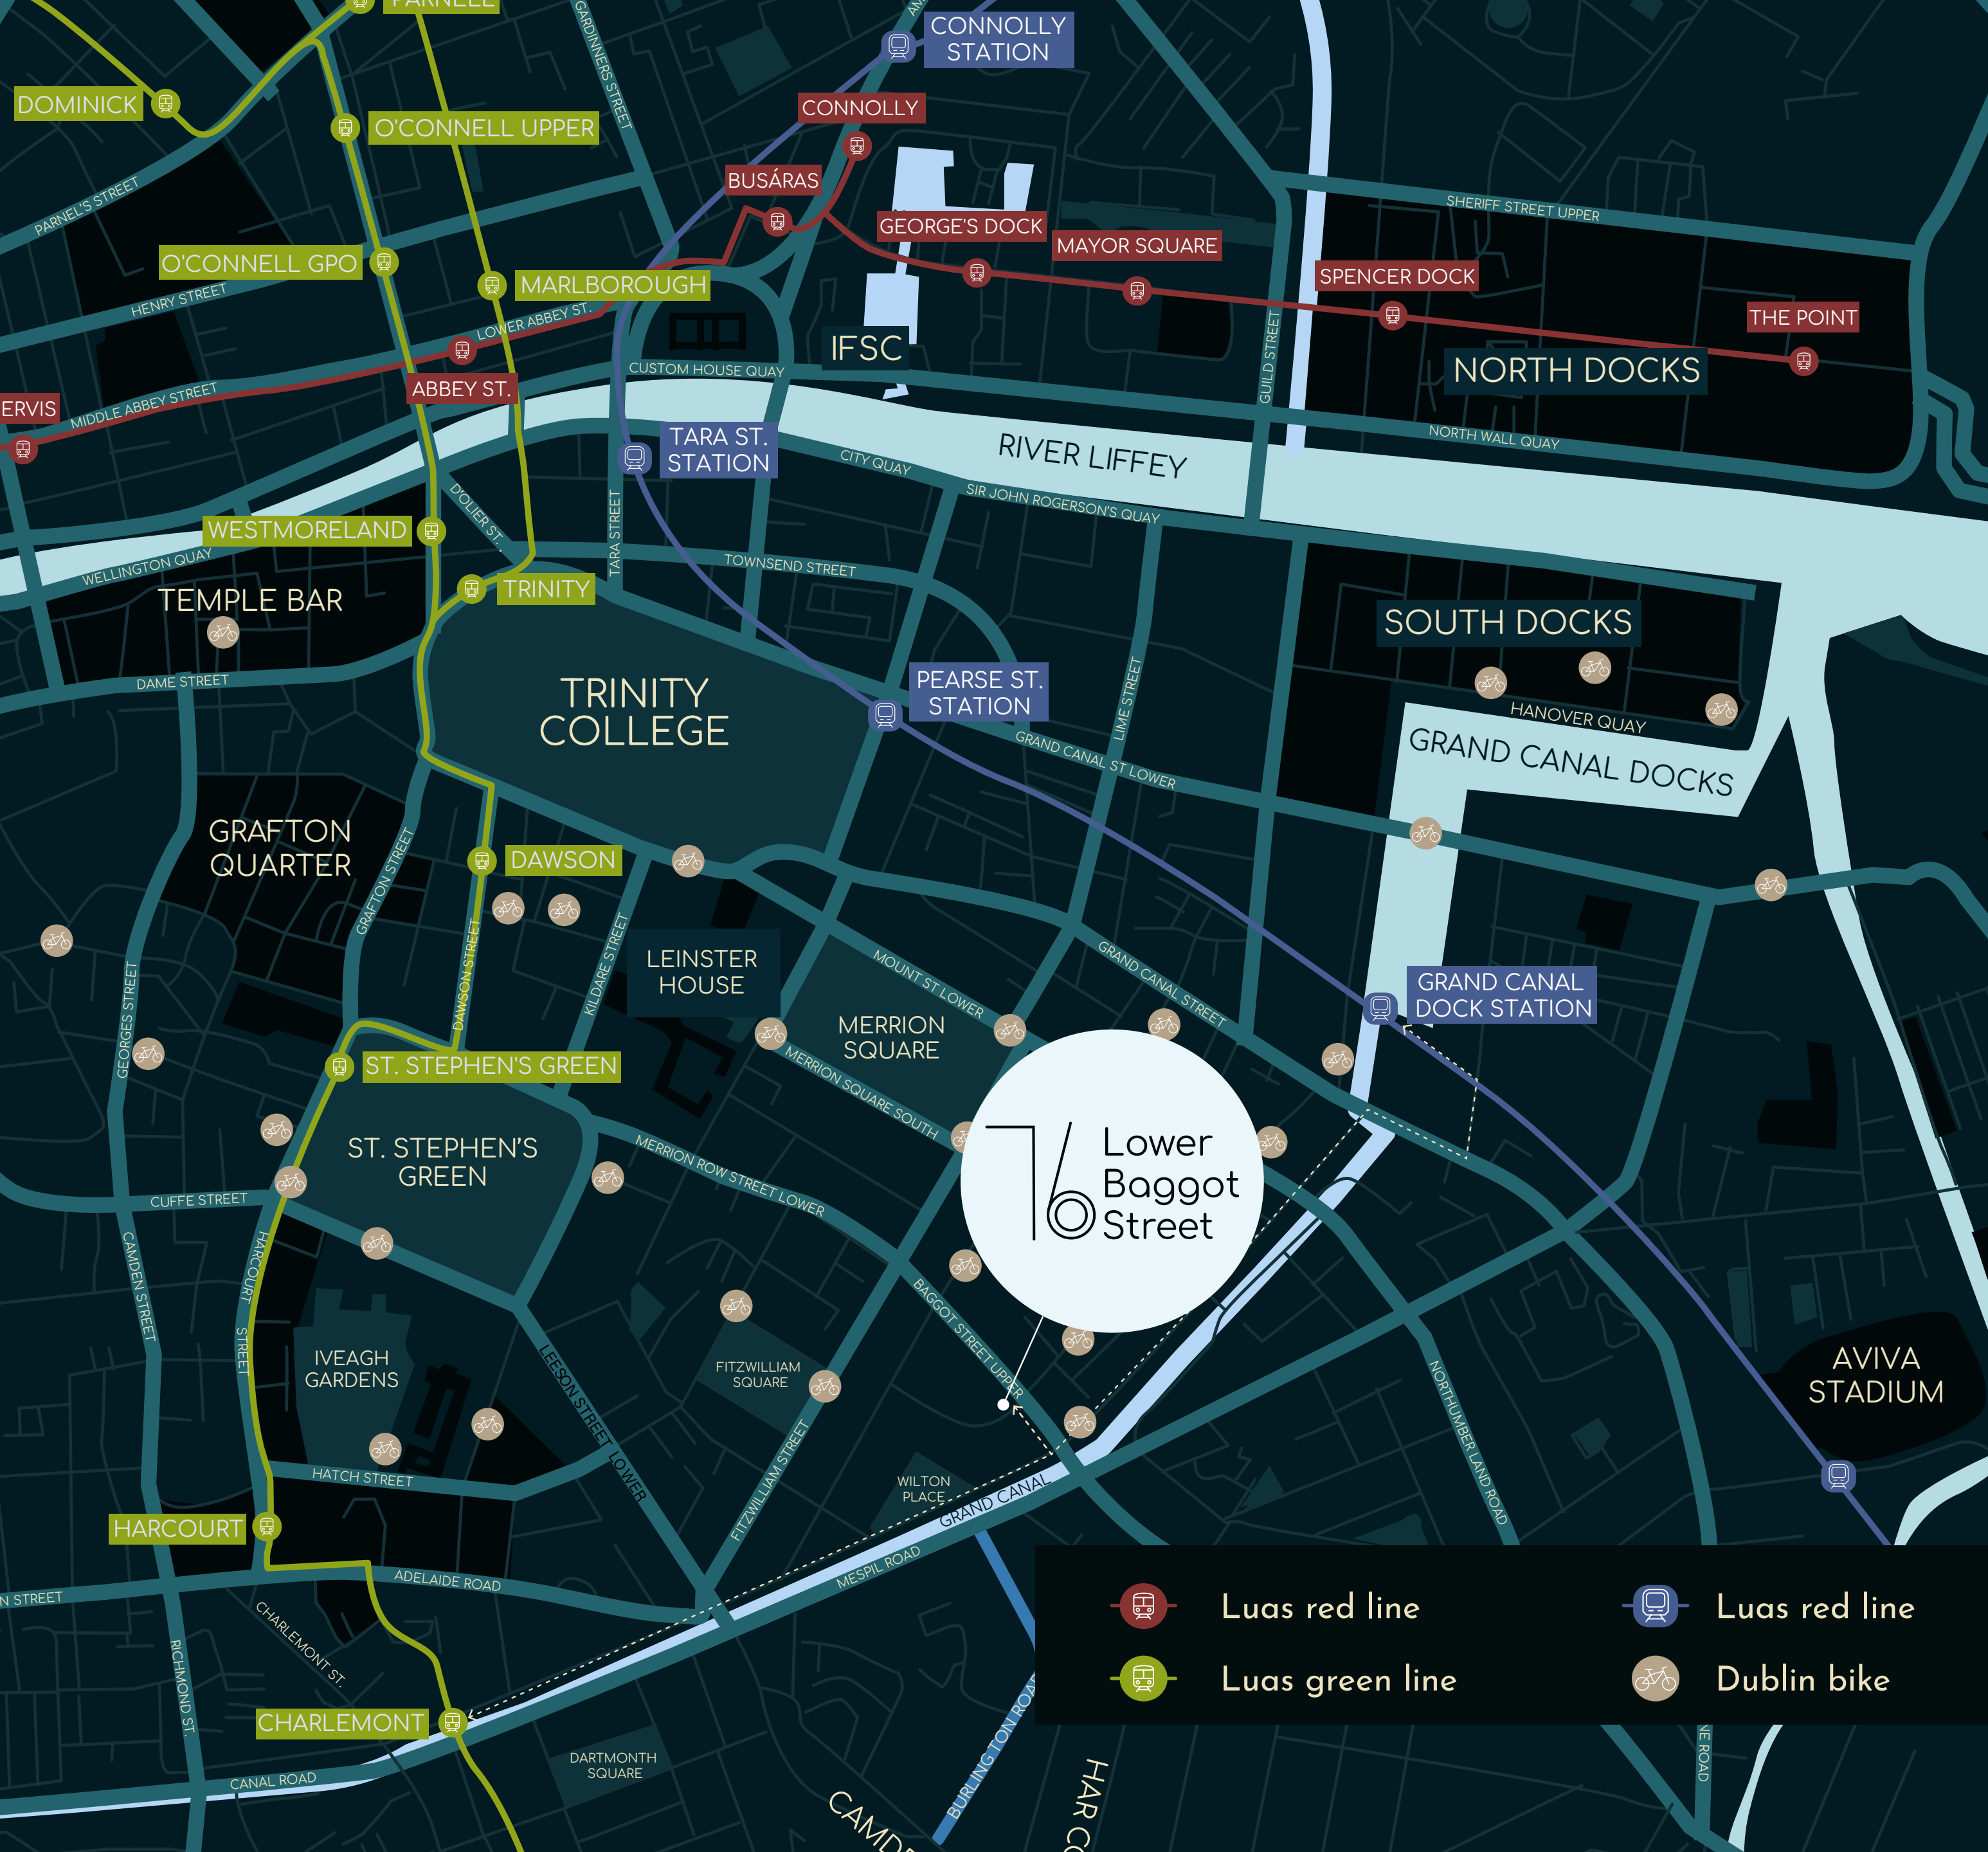 PARNELL
GARDINNERS STREET
CONNOLLY
STATION
DOMINICK
O'CONNELL UPPER
CONNOLLY
BUSÁRAS
PARNEL'S STREET
SHERIFF STREET UPPER
GEORGE'S DOCK
MAYOR SQUARE
O'CONNELL GPO
SPENCER DOCK
MARLBOROUGH
HENRY STREET
LOWER ABBEY ST.
THE POINT
IFSC
GUILD STREET
NORTH DOCKS
CUSTOM HOUSE QUAY
ABBEY ST.
MIDDLE ABBEY STREET
ERVIS
TARA ST.
STATION
RIVER LIFFEY
NORTH WALL QUAY
CITY QUAY
SIR JOHN ROGERSON'S QUAY
D'OLIER ST.
TARA STREET
WESTMORELAND
WELLINGTON QUAY
TOWNSEND STREET
TRINITY
TEMPLE BAR
SOUTH DOCKS
DAME STREET
TRINITY
COLLEGE
PEARSE ST.
STATION
LIME STREET
HANOVER QUAY
GRAND CANAL DOCKS
GRAND CANAL ST LOWER
GRAFTON
QUARTER
GRAFTON STREET
DAWSON
DAWSON STREET
KILDARE STREET
LEINSTER
HOUSE
MOUNT ST LOWER
GRAND CANAL STREET
GRAND CANAL
DOCK STATION
GEORGES STREET
MERRION
SQUARE
MERRION SQUARE SOUTH
ST. STEPHEN'S GREEN
76
Lower
Baggot
Street
ST. STEPHEN'S
GREEN
MERRION ROW STREET LOWER
CUFFE STREET
CAMDEN STREET
HARCOURT
STREET
BAGGOT STREET UPPER
IVEAGH
GARDENS
LEESON STREET LOWER
FITZWILLIAM
SQUARE
FITZWILLIAM STREET
NORTHUMBERLAND ROAD
AVIVA
STADIUM
HATCH STREET
WILTON
PLACE
GRAND CANAL
HARCOURT
MESPIL ROAD
ADELAIDE ROAD
N STREET
CHARLEMONT ST.
RICHMOND ST.
CHARLEMONT
Luas red line
Luas red line
Luas green line
Dublin bike
DARTMONTH
SQUARE
CANAL ROAD
BURLINGTON ROAD
NE ROAD
CAMDE
HAR CO